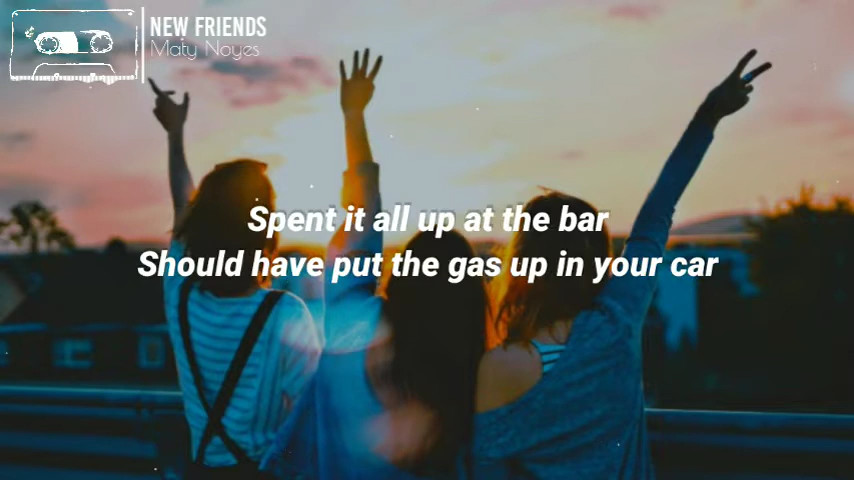 NEW FRIENDS
Maty Noyes
Spent it all up at the bar
Should have put the gas up in your car